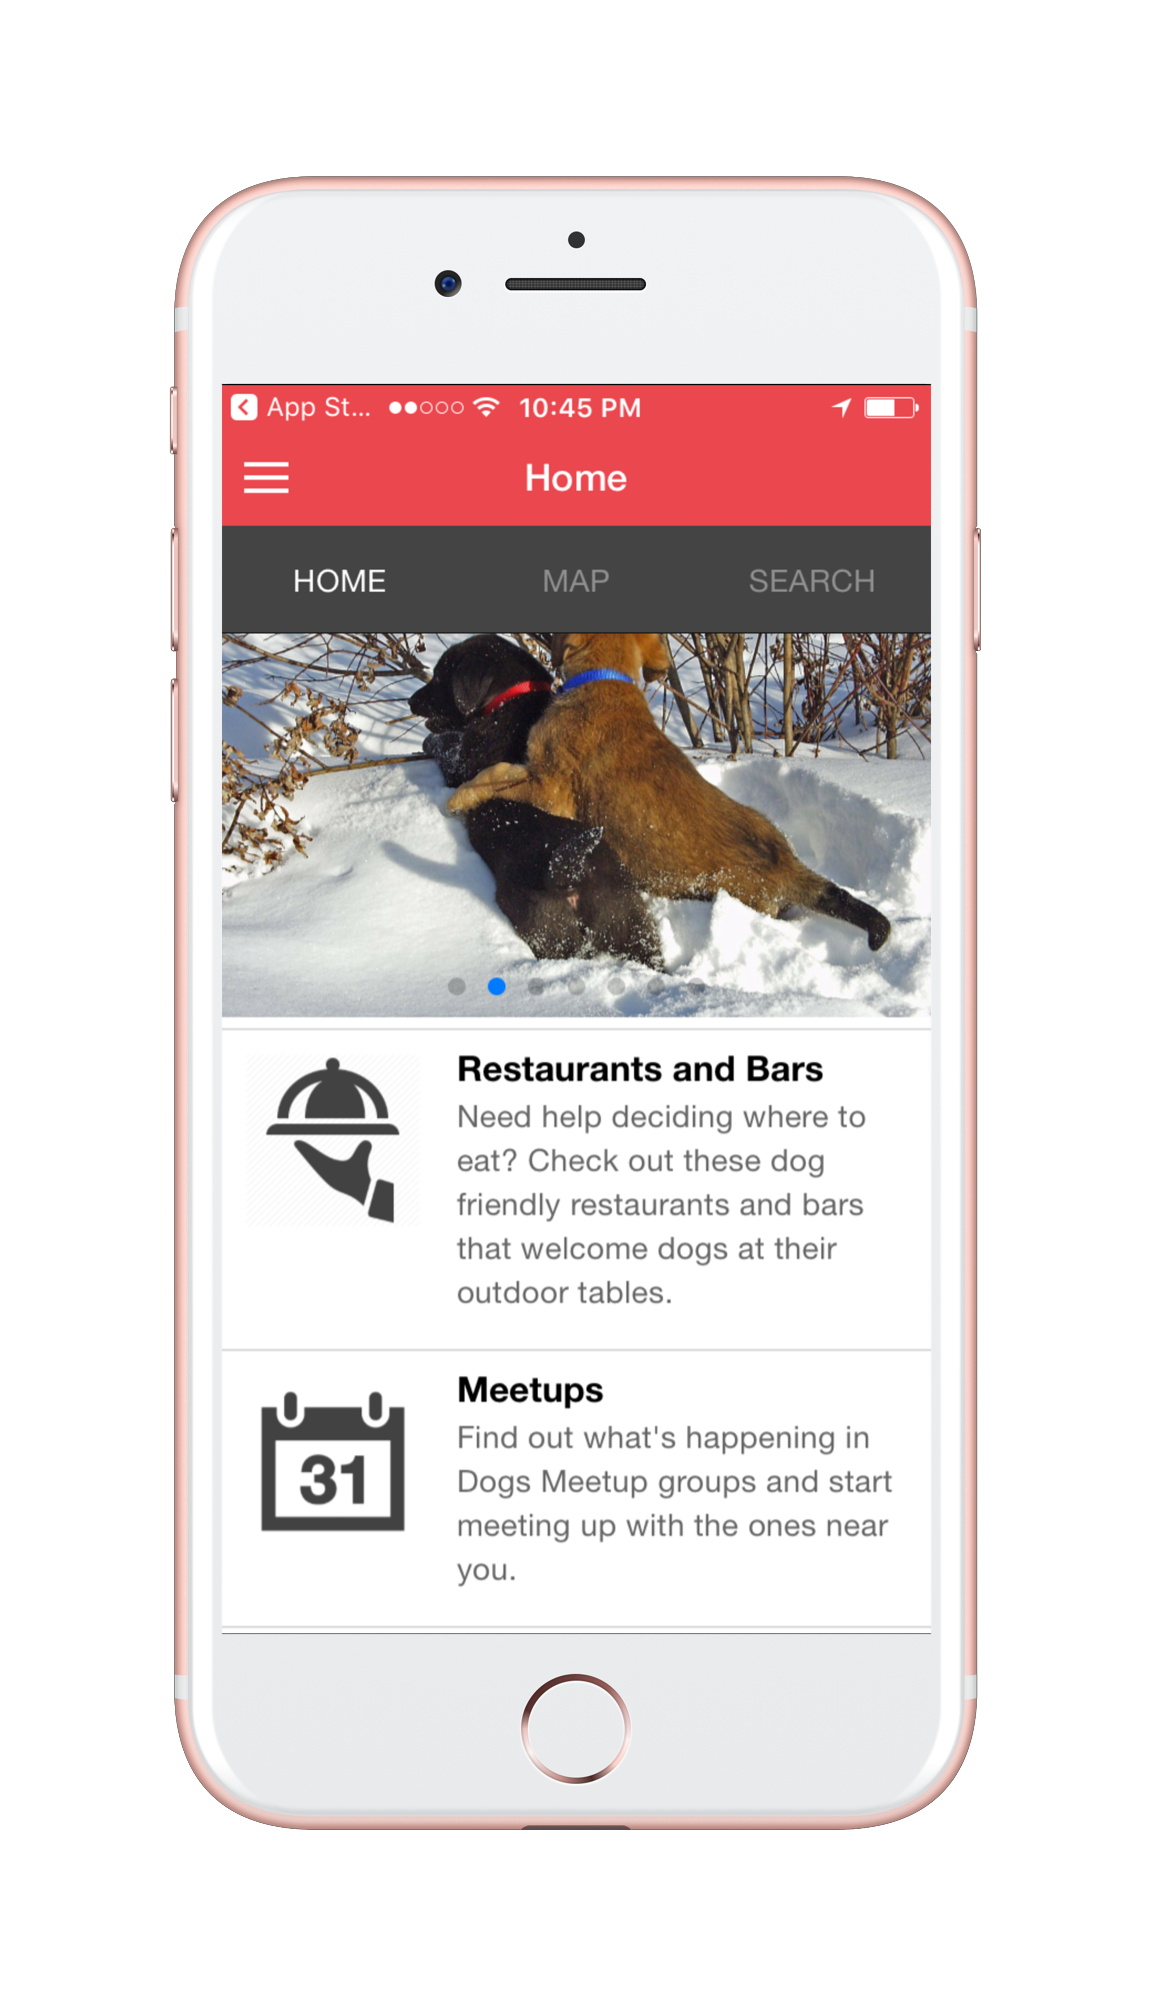 App St... 10:45 PM
Home
HOME MAP SEARCH
Restaurants and Bars
Need help deciding where to
eat? Check out these dog
friendly restaurants and bars
that welcome dogs at their
outdoor tables.
31
Meetups
Find out what's happening in
Dogs Meetup groups and start
meeting up with the ones near
you.